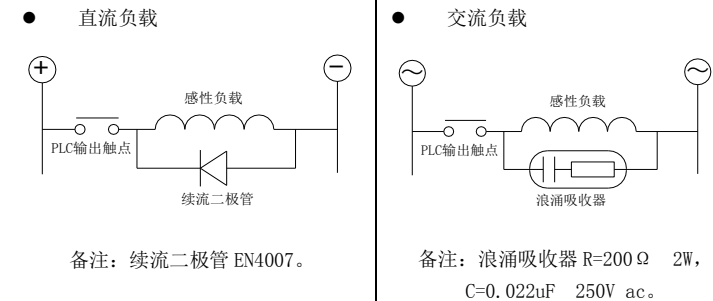 ● 直流负载
+
−
感性负载
PLC输出触点
续流二极管
备注：续流二极管 EN4007。
● 交流负载
~
~
感性负载
PLC输出触点
浪涌吸收器
备注：浪涌吸收器 R=200Ω 2W，
C=0.022uF 250V ac。